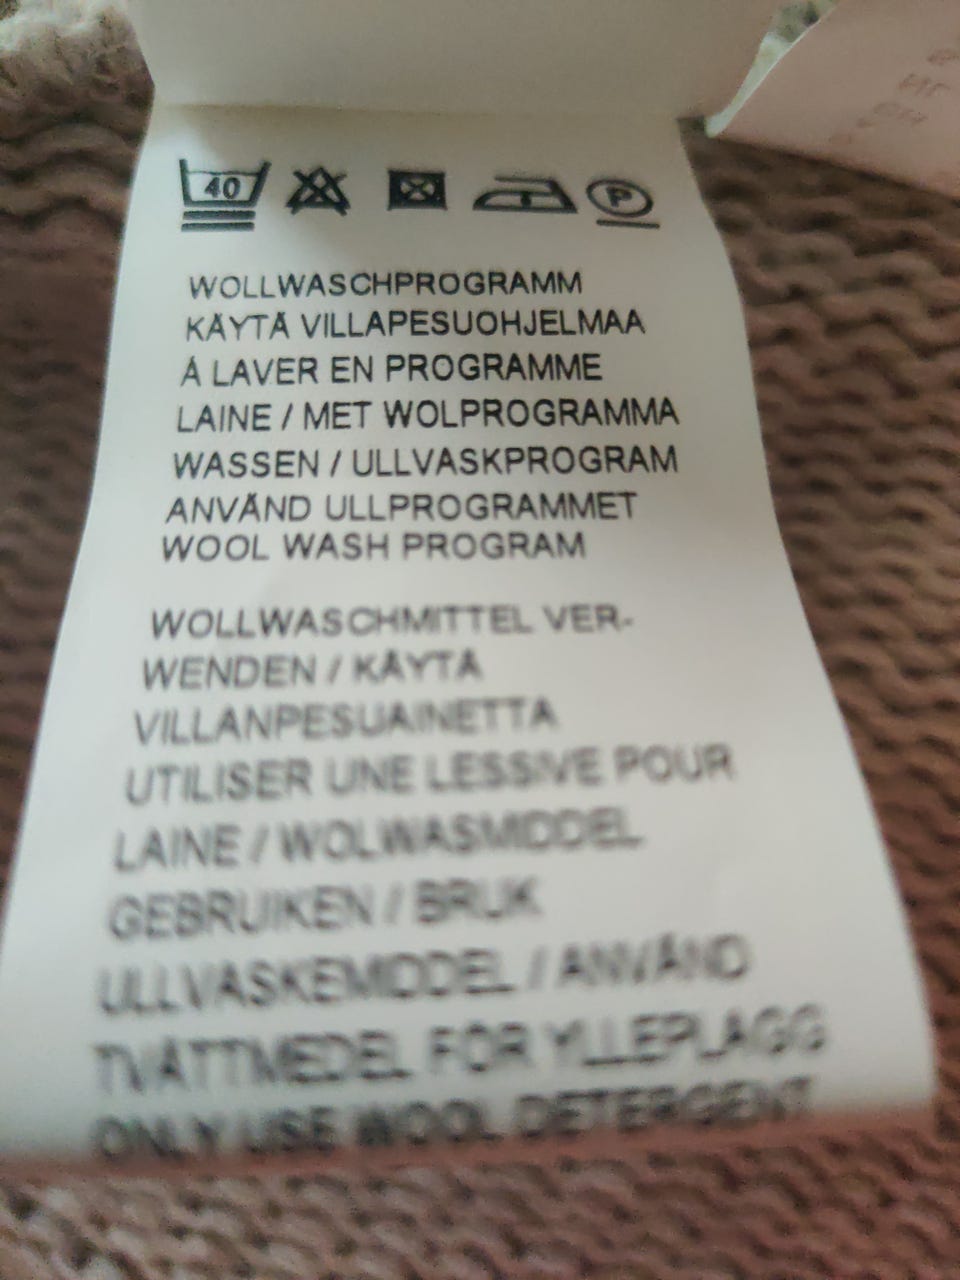 40 P
WOLLWASCHPROGRAMM
KÄYTÄ VILLAPESUOHJELMAA
Á LAVER EN PROGRAMME
LAINE / MET WOLPROGRAMMA
WASSEN / ULLVASKPROGRAM
ANVÄND ULLPROGRAMMET
WOOL WASH PROGRAM
WOLLWASCHMITTEL VER-
WENDEN / KÄYTÄ
VILLANPESUAINETTA
UTILISER UNE LESSIVE POUR
LAINE / WOLWASMIDDEL
GEBRUIKEN / BRUK
ULLVASKEMIDDEL / ANVÄND
TVÄTTMEDEL FÖR YLLEPLAGG
ONLY USE WOOL DETERGENT